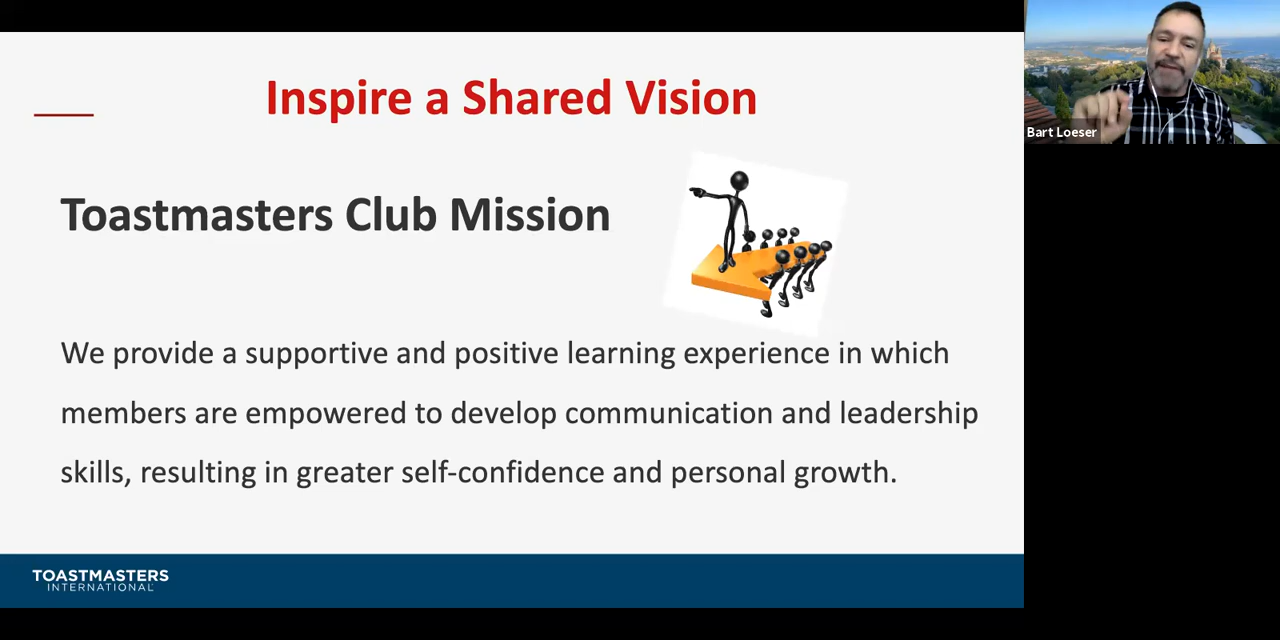 Inspire a Shared Vision
Toastmasters Club Mission
We provide a supportive and positive learning experience in which
members are empowered to develop communication and leadership
skills, resulting in greater self-confidence and personal growth.
TOASTMASTERS
INTERNATIONAL
Bart Loeser